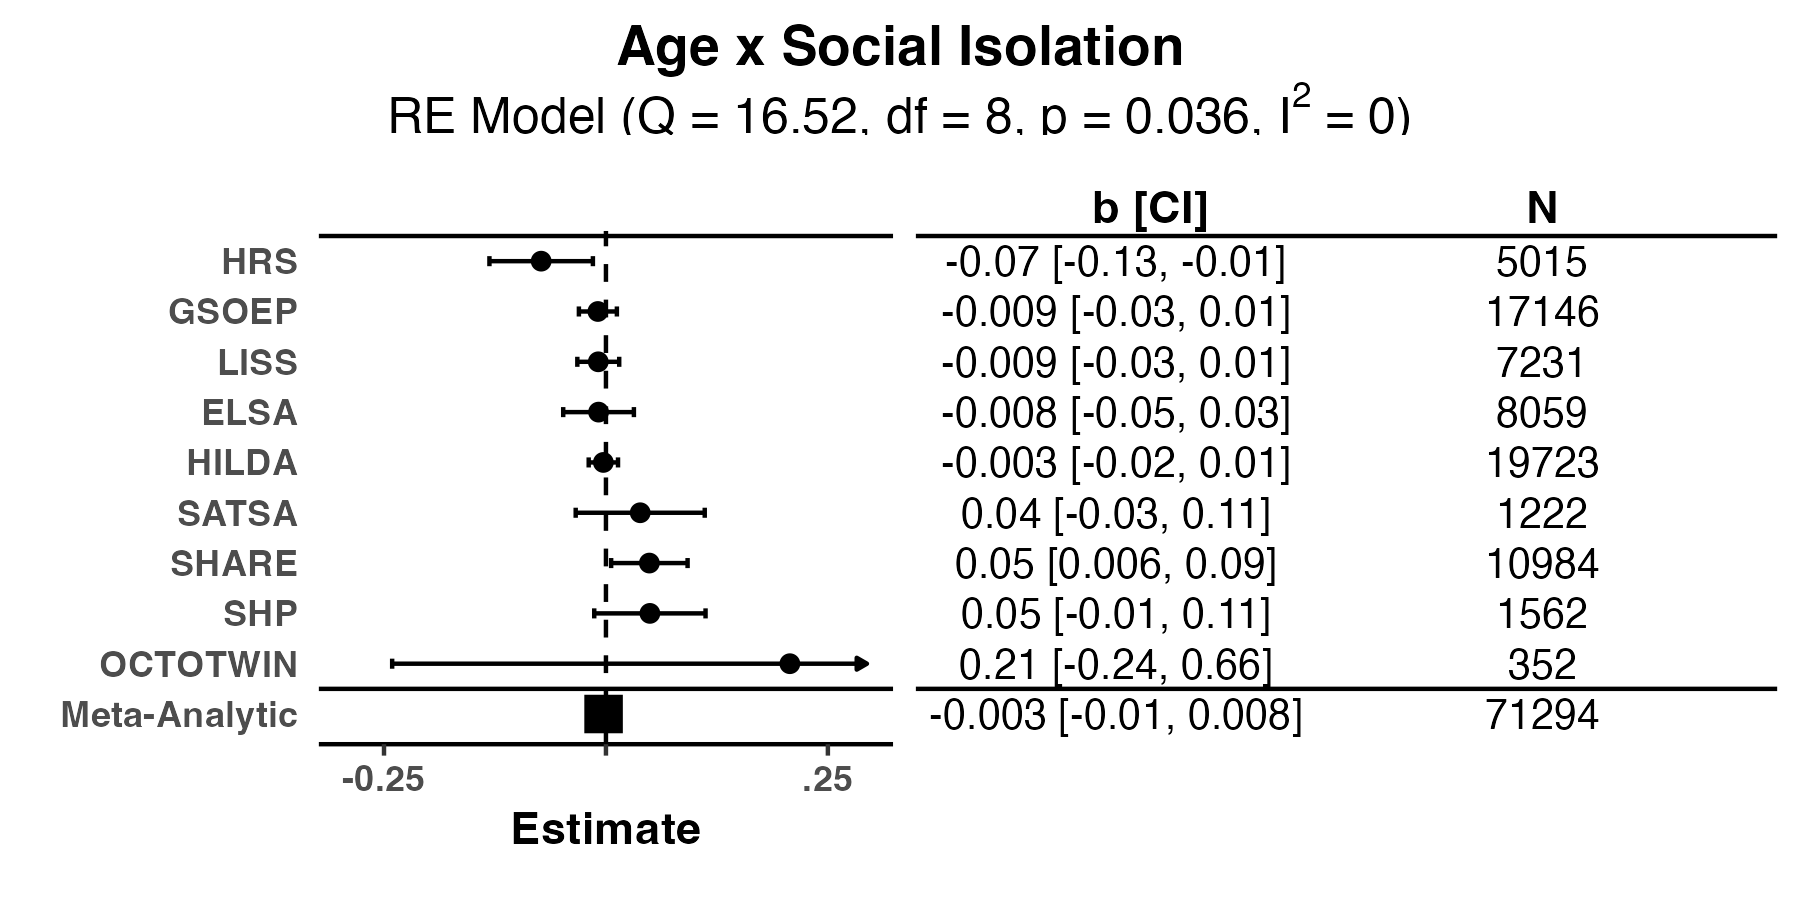 Age x Social Isolation
RE Model (Q = 16.52, df = 8, p = 0.036, I² = 0)
b [CI] N
HRS -0.07 [-0.13, -0.01] 5015
GSOEP -0.009 [-0.03, 0.01] 17146
LISS -0.009 [-0.03, 0.01] 7231
ELSA -0.008 [-0.05, 0.03] 8059
HILDA -0.003 [-0.02, 0.01] 19723
SATSA 0.04 [-0.03, 0.11] 1222
SHARE 0.05 [0.006, 0.09] 10984
SHP 0.05 [-0.01, 0.11] 1562
OCTOTWIN 0.21 [-0.24, 0.66] 352
Meta-Analytic -0.003 [-0.01, 0.008] 71294
-0.25 .25
Estimate